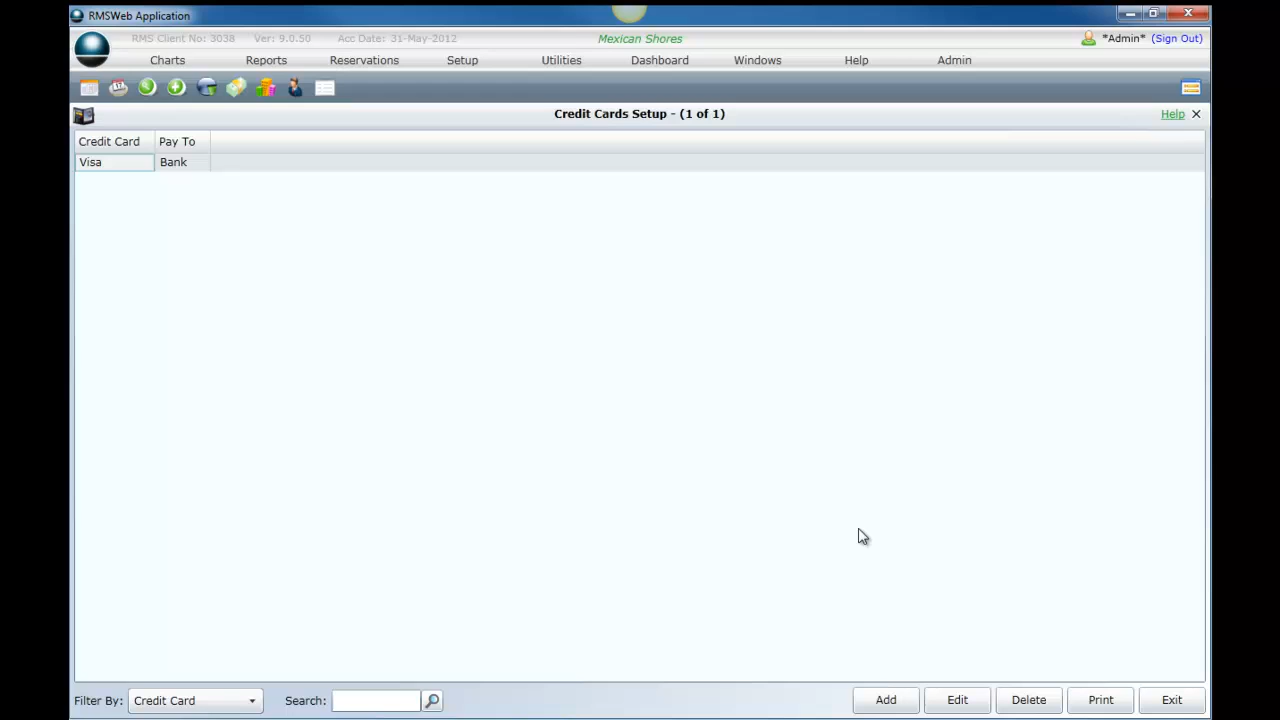 RMSWeb Application
RMS Client No: 3038 Ver: 9.0.50 Acc Date: 31-May-2012 Mexican Shores *Admin* (Sign Out)
Charts Reports Reservations Setup Utilities Dashboard Windows Help Admin
Credit Cards Setup - (1 of 1) Help
Credit Card Pay To
Visa Bank
Filter By: Credit Card Search: Add Edit Delete Print Exit